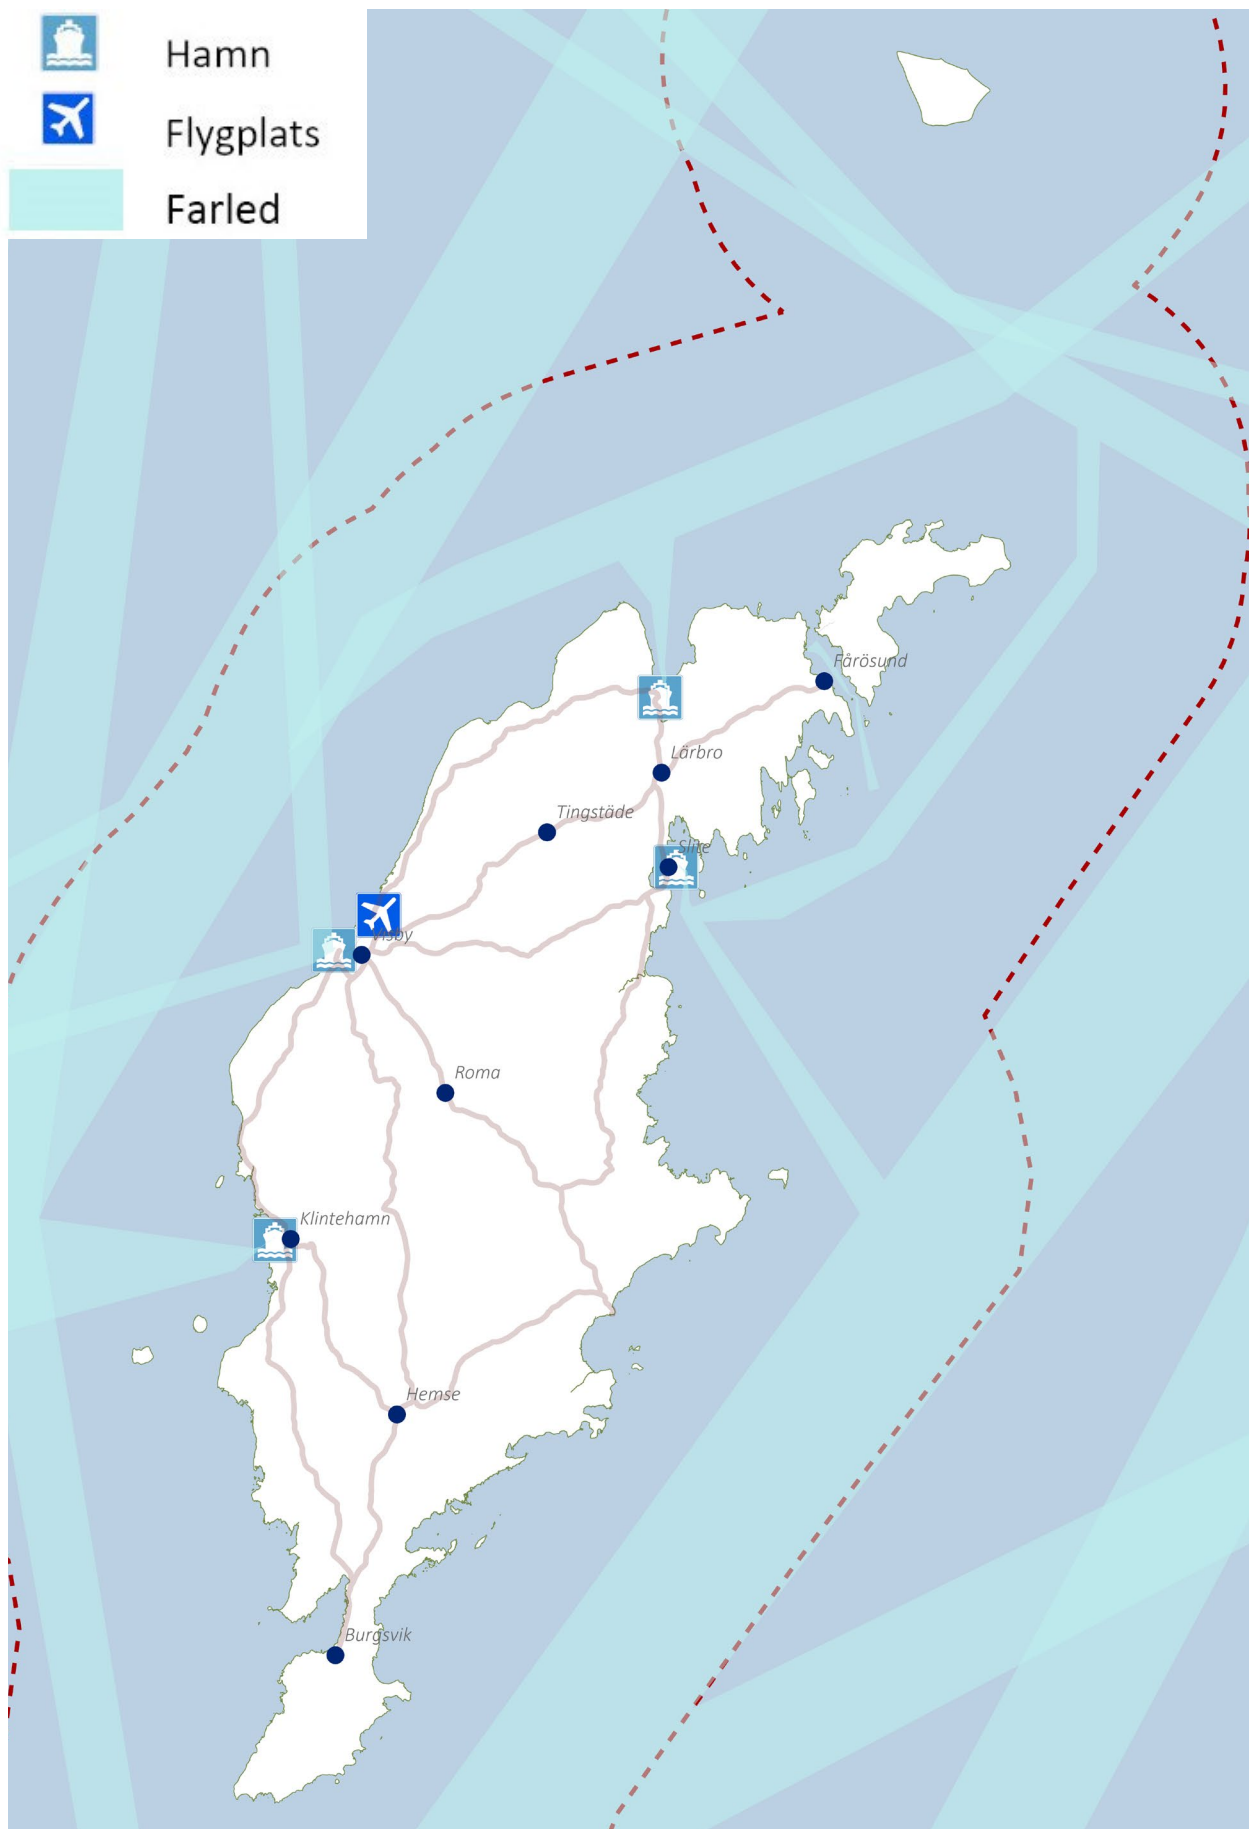 Hamn
Flygplats
Farled
Fårösund
Lärbro
Tingstäde
Slite
Visby
Roma
Klintehamn
Hemse
Burgsvik